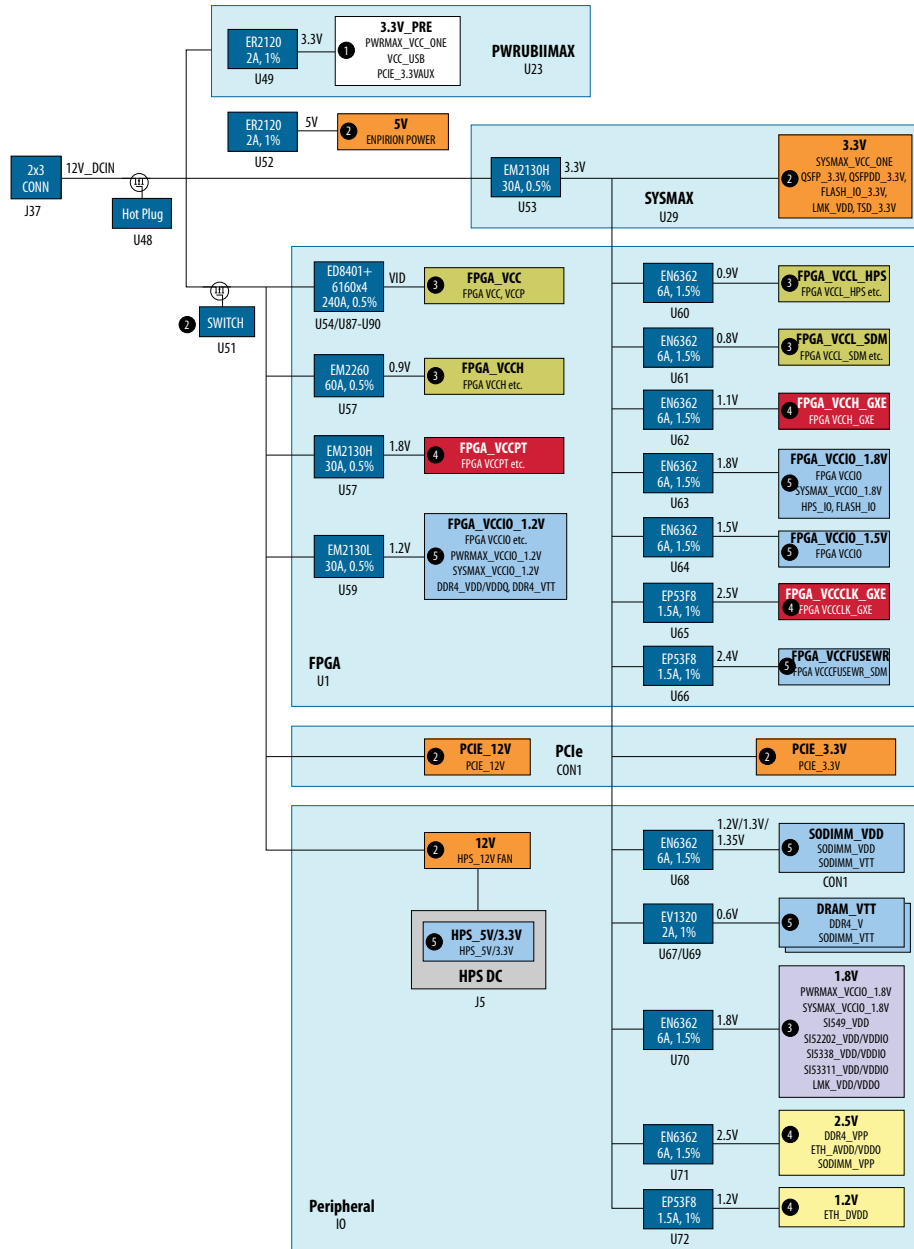 ER2120
2A, 1%
U49
3.3V
1
3.3V_PRE
PWRMAX_VCC_ONE
VCC_USB
PCIE_3.3VAUX
PWRUBIIMAX
U23
ER2120
2A, 1%
U52
5V
2
5V
ENPIRION POWER
2x3
CONN
J37
12V_DCIN
Hot Plug
U48
EM2130H
30A, 0.5%
U53
3.3V
SYSMAX
U29
2
3.3V
SYSMAX_VCC_ONE
QSFP_3.3V, QSFPDD_3.3V,
FLASH_IO_3.3V,
LMK_VDD, TSD_3.3V
2
SWITCH
U51
ED8401+
6160x4
240A, 0.5%
U54/U87-U90
VID
3
FPGA_VCC
FPGA VCC, VCCP
EM2260
60A, 0.5%
U57
0.9V
3
FPGA_VCCH
FPGA VCCH etc.
EM2130H
30A, 0.5%
U57
1.8V
4
FPGA_VCCPT
FPGA VCCPT etc.
EM2130L
30A, 0.5%
U59
1.2V
5
FPGA_VCCIO_1.2V
FPGA VCCIO etc.
PWRMAX_VCCIO_1.2V
SYSMAX_VCCIO_1.2V
DDR4_VDD/VDDQ, DDR4_VTT
FPGA
U1
EN6362
6A, 1.5%
U60
0.9V
3
FPGA_VCCL_HPS
FPGA VCCL_HPS etc.
EN6362
6A, 1.5%
U61
0.8V
3
FPGA_VCCL_SDM
FPGA VCCL_SDM etc.
EN6362
6A, 1.5%
U62
1.1V
4
FPGA_VCCH_GXE
FPGA VCCH_GXE
EN6362
6A, 1.5%
U63
1.8V
5
FPGA_VCCIO_1.8V
FPGA VCCIO
SYSMAX_VCCIO_1.8V
HPS_IO, FLASH_IO
EN6362
6A, 1.5%
U64
1.5V
5
FPGA_VCCIO_1.5V
FPGA VCCIO
EP53F8
1.5A, 1%
U65
2.5V
4
FPGA_VCCCLK_GXE
FPGA_VCCCLK_GXE
EP53F8
1.5A, 1%
U66
2.4V
5
FPGA_VCCFUSEWR
FPGA VCCCFUSEWR_SDM
2
PCIE_12V
PCIE_12V
PCIe
CON1
2
PCIE_3.3V
PCIE_3.3V
2
12V
HPS_12V FAN
5
HPS_5V/3.3V
HPS_5V/3.3V
HPS DC
J5
EN6362
6A, 1.5%
U68
1.2V/1.3V/
1.35V
5
SODIMM_VDD
SODIMM_VDD
SODIMM_VTT
CON1
EV1320
2A, 1%
U67/U69
0.6V
5
DRAM_VTT
DDR4_V
SODIMM_VTT
EN6362
6A, 1.5%
U70
1.8V
3
1.8V
PWRMAX_VCCIO_1.8V
SYSMAX_VCCIO_1.8V
SI549_VDD
SI52202_VDD/VDDIO
SI5338_VDD/VDDIO
SI53311_VDD/VDDIO
LMK_VDD/VDDO
EN6362
6A, 1.5%
U71
2.5V
4
2.5V
DDR4_VPP
ETH_AVDD/VDDO
SODIMM_VPP
EP53F8
1.5A, 1%
U72
1.2V
4
1.2V
ETH_DVDD
Peripheral
IO